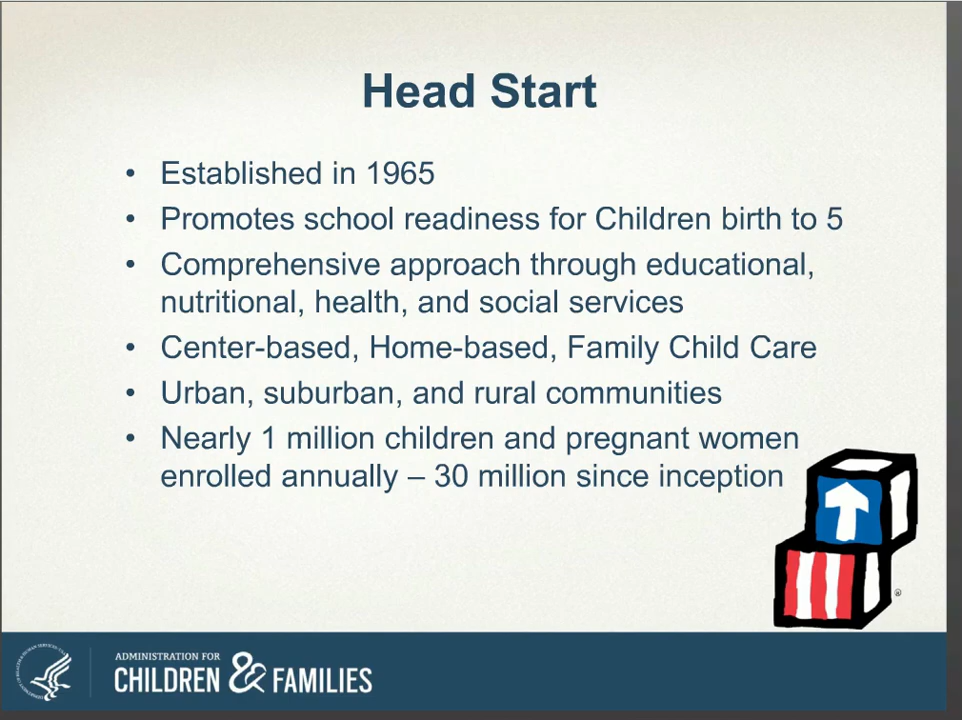 Head Start
• Established in 1965
• Promotes school readiness for Children birth to 5
• Comprehensive approach through educational,
nutritional, health, and social services
• Center-based, Home-based, Family Child Care
• Urban, suburban, and rural communities
• Nearly 1 million children and pregnant women
enrolled annually – 30 million since inception
®
ADMINISTRATION FOR
CHILDREN & FAMILIES